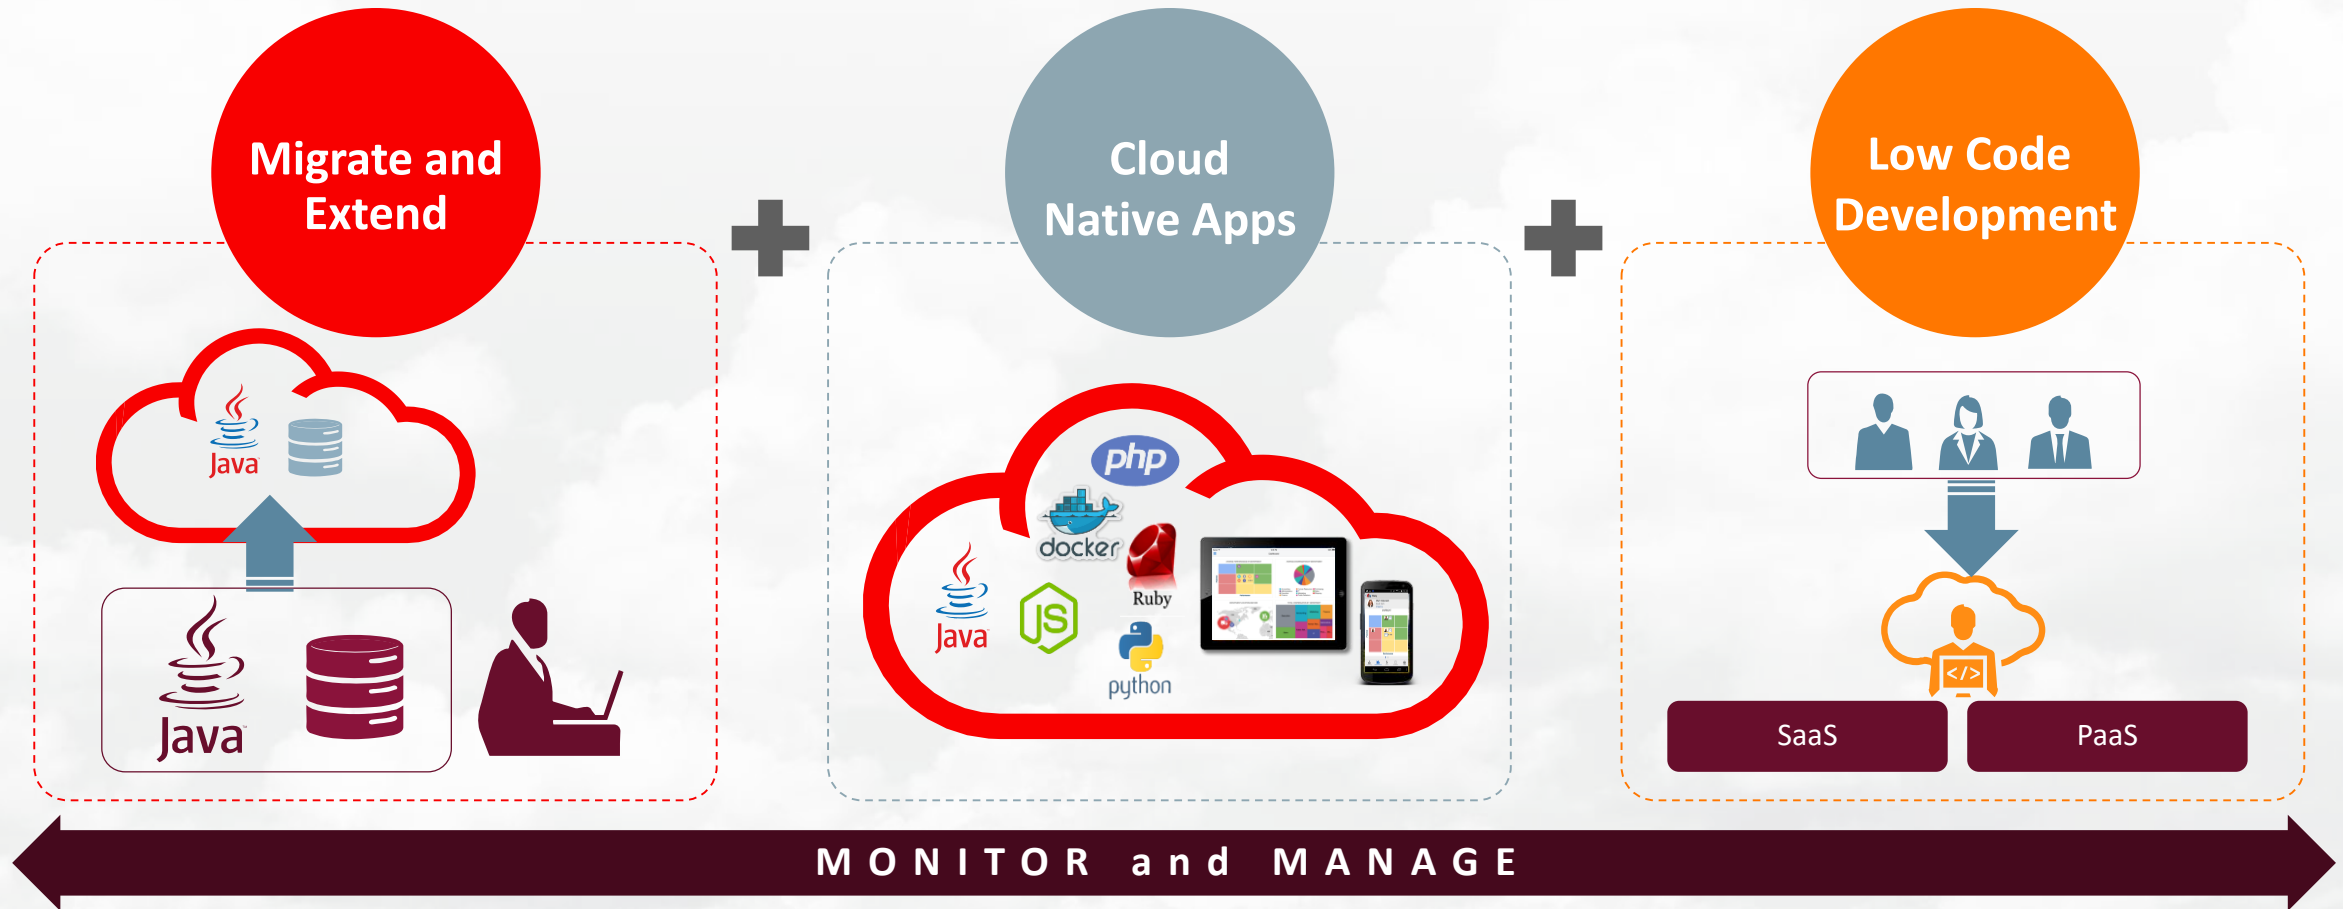 Migrate and
Extend
Cloud
Native Apps
Low Code
Development
Java
Java
php
docker
Ruby
Java
JS
python
</>
SaaS
PaaS
MONITOR and MANAGE